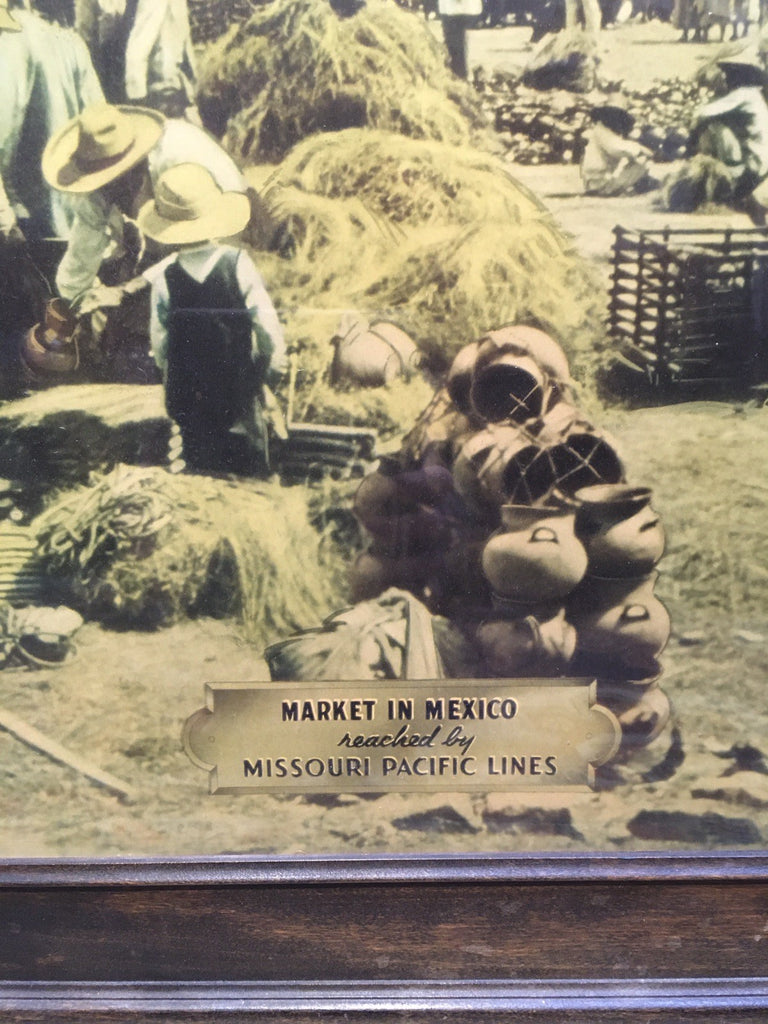 MARKET IN MEXICO
reached by
MISSOURI PACIFIC LINES